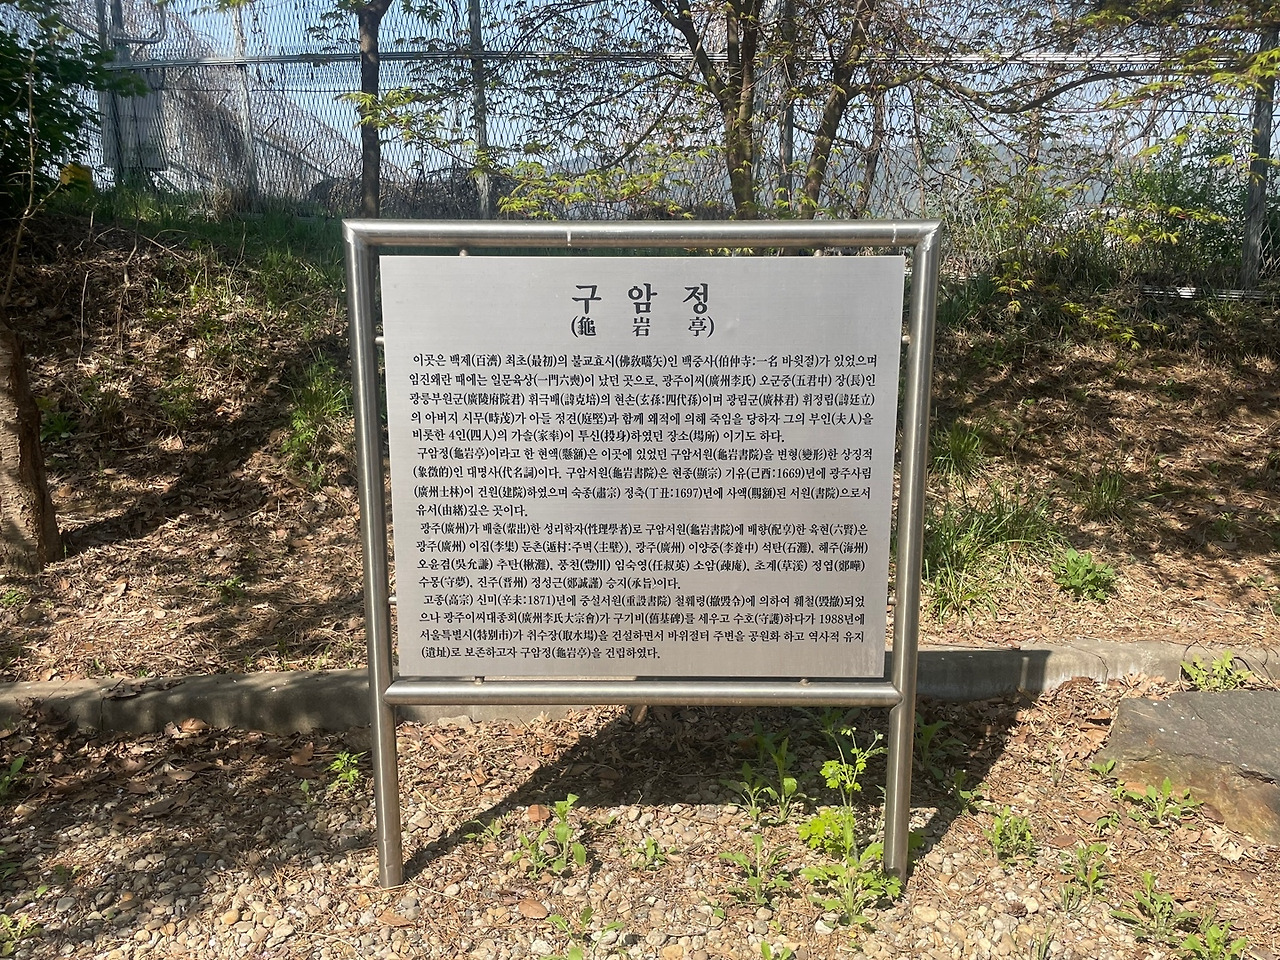 구 암 정
(龜 岩 亭)
이곳은 백제(百濟) 최초(最初)의 불교효시(佛敎嚆矢)인 백중사(伯仲寺:一名 바윗절)가 있었으며
임진왜란 때에는 일문육상(一門六喪)이 났던 곳으로, 광주이씨(廣州李氏) 오군중(五君中) 장(長)인
광릉부원군(廣陵府院君) 휘극배(諱克培)의 현손(玄孫:四代孫)이며 광림군(廣林君) 휘정립(諱廷立)
의 아버지 시무(時茂)가 아들 정견(庭堅)과 함께 왜적에 의해 죽임을 당하자 그의 부인(夫人)을
비롯한 4인(四人)의 가솔(家率)이 투신(投身)하였던 장소(場所) 이기도 하다.
구암정(龜岩亭)이라고 한 현액(懸額)은 이곳에 있었던 구암서원(龜岩書院)을 변형(變形)한 상징적
(象徵的)인 대명사(代名詞)이다. 구암서원(龜岩書院)은 현종(顯宗) 기유(己酉:1669)년에 광주사림
(廣州士林)이 건원(建院)하였으며 숙종(肅宗) 정축(丁丑:1697)년에 사액(賜額)된 서원(書院)으로서
유서(由緖)깊은 곳이다.
광주(廣州)가 배출(輩出)한 성리학자(性理學者)로 구암서원(龜岩書院)에 배향(配享)한 육현(六賢)은
광주(廣州) 이집(李集) 둔촌(遁村:주벽〈主壁〉), 광주(廣州) 이양중(李養中) 석탄(石灘), 해주(海州)
오윤겸(吳允謙) 추탄(楸灘), 풍천(豊川) 임숙영(任叔英) 소암(疎庵), 초계(草溪) 정엽(鄭曄)
수몽(守夢), 진주(晋州) 정성근(鄭誠謹) 승지(承旨)이다.
고종(高宗) 신미(辛未:1871)년에 중설서원(重設書院) 철훼령(撤毁令)에 의하여 훼철(毁撤)되었
으나 광주이씨대종회(廣州李氏大宗會)가 구기비(舊基碑)를 세우고 수호(守護)하다가 1988년에
서울특별시(特別市)가 취수장(取水場)을 건설하면서 바위절터 주변을 공원화 하고 역사적 유지
(遺址)로 보존하고자 구암정(龜岩亭)을 건립하였다.